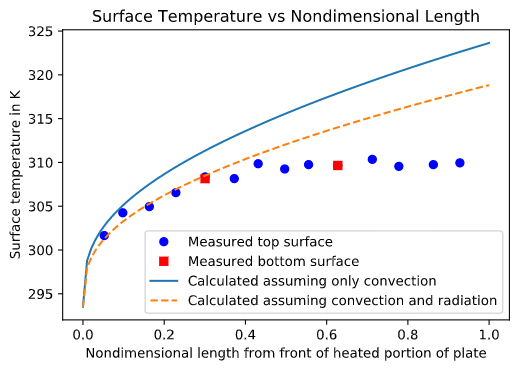 Surface Temperature vs Nondimensional Length
Surface temperature in K
325
320
315
310
305
300
295
Measured top surface
Measured bottom surface
Calculated assuming only convection
Calculated assuming convection and radiation
0.0 0.2 0.4 0.6 0.8 1.0
Nondimensional length from front of heated portion of plate